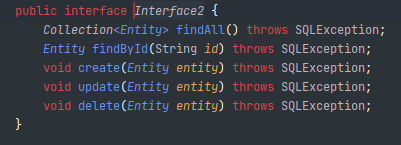 public interface Interface2 {
Collection<Entity> findAll() throws SQLException;
Entity findById(String id) throws SQLException;
void create(Entity entity) throws SQLException;
void update(Entity entity) throws SQLException;
void delete(Entity entity) throws SQLException;
}